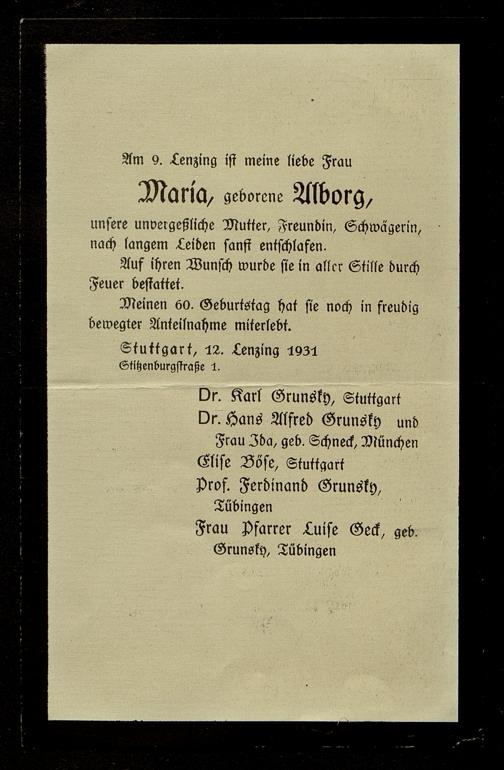 Am 9. Lenzing ist meine liebe Frau
Maria, geborene Alborg,
unsere unvergeßliche Mutter, Freundin, Schwägerin,
nach langem Leiden sanft entschlafen.
Auf ihren Wunsch wurde sie in aller Stille durch
Feuer bestattet.
Meinen 60. Geburtstag hat sie noch in freudig
bewegter Anteilnahme miterlebt.
Stuttgart, 12. Lenzing 1931
Stitzenburgstraße 1.
Dr. Karl Grunsky, Stuttgart
Dr. Hans Alfred Grunsky und
Frau Ida, geb. Schneck, München
Elise Böse, Stuttgart
Prof. Ferdinand Grunsky,
Tübingen
Frau Pfarrer Luise Geck, geb.
Grunsky, Tübingen